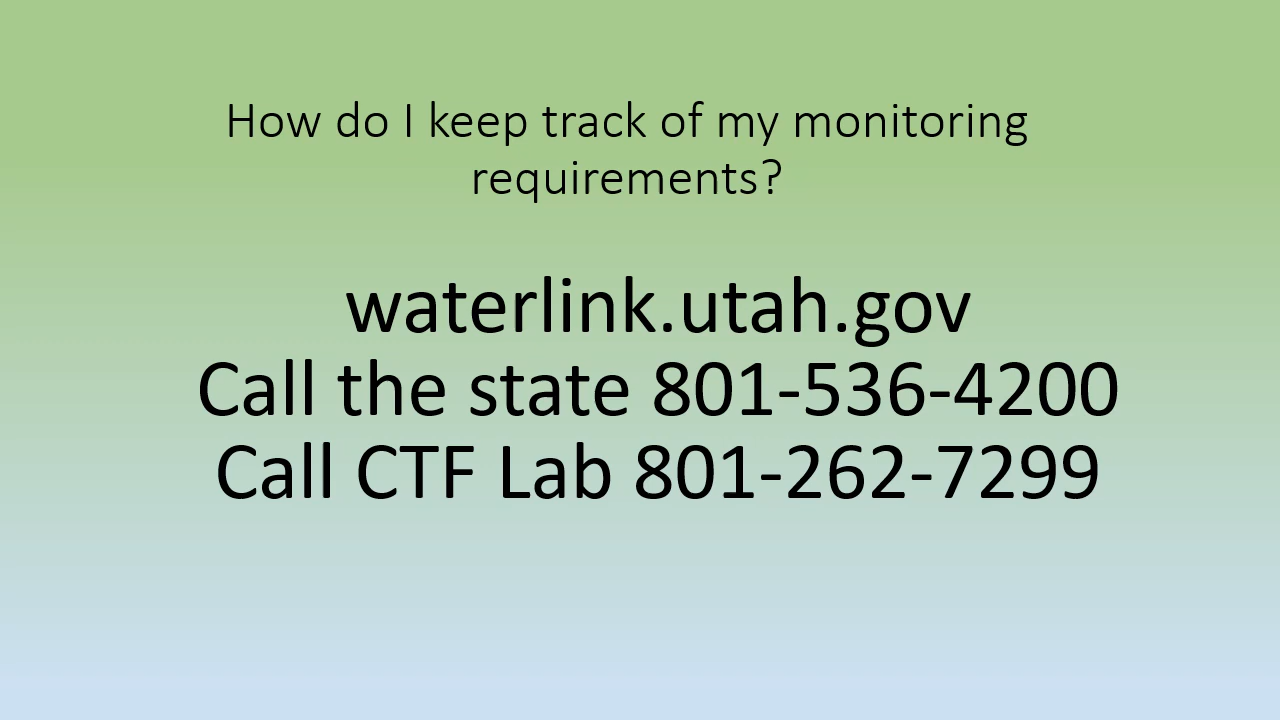 How do I keep track of my monitoring
requirements?
waterlink.utah.gov
Call the state 801-536-4200
Call CTF Lab 801-262-7299